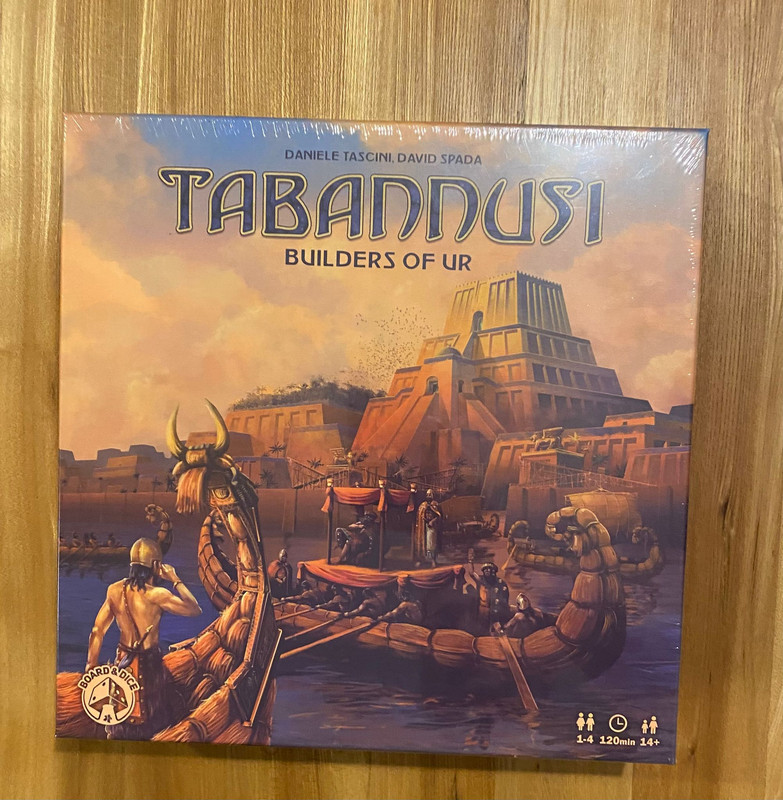 DANIELE TASCINI, DAVID SPADA
TABANNUSI
BUILDERS OF UR
BOARD & DICE
1-4 120min 14+